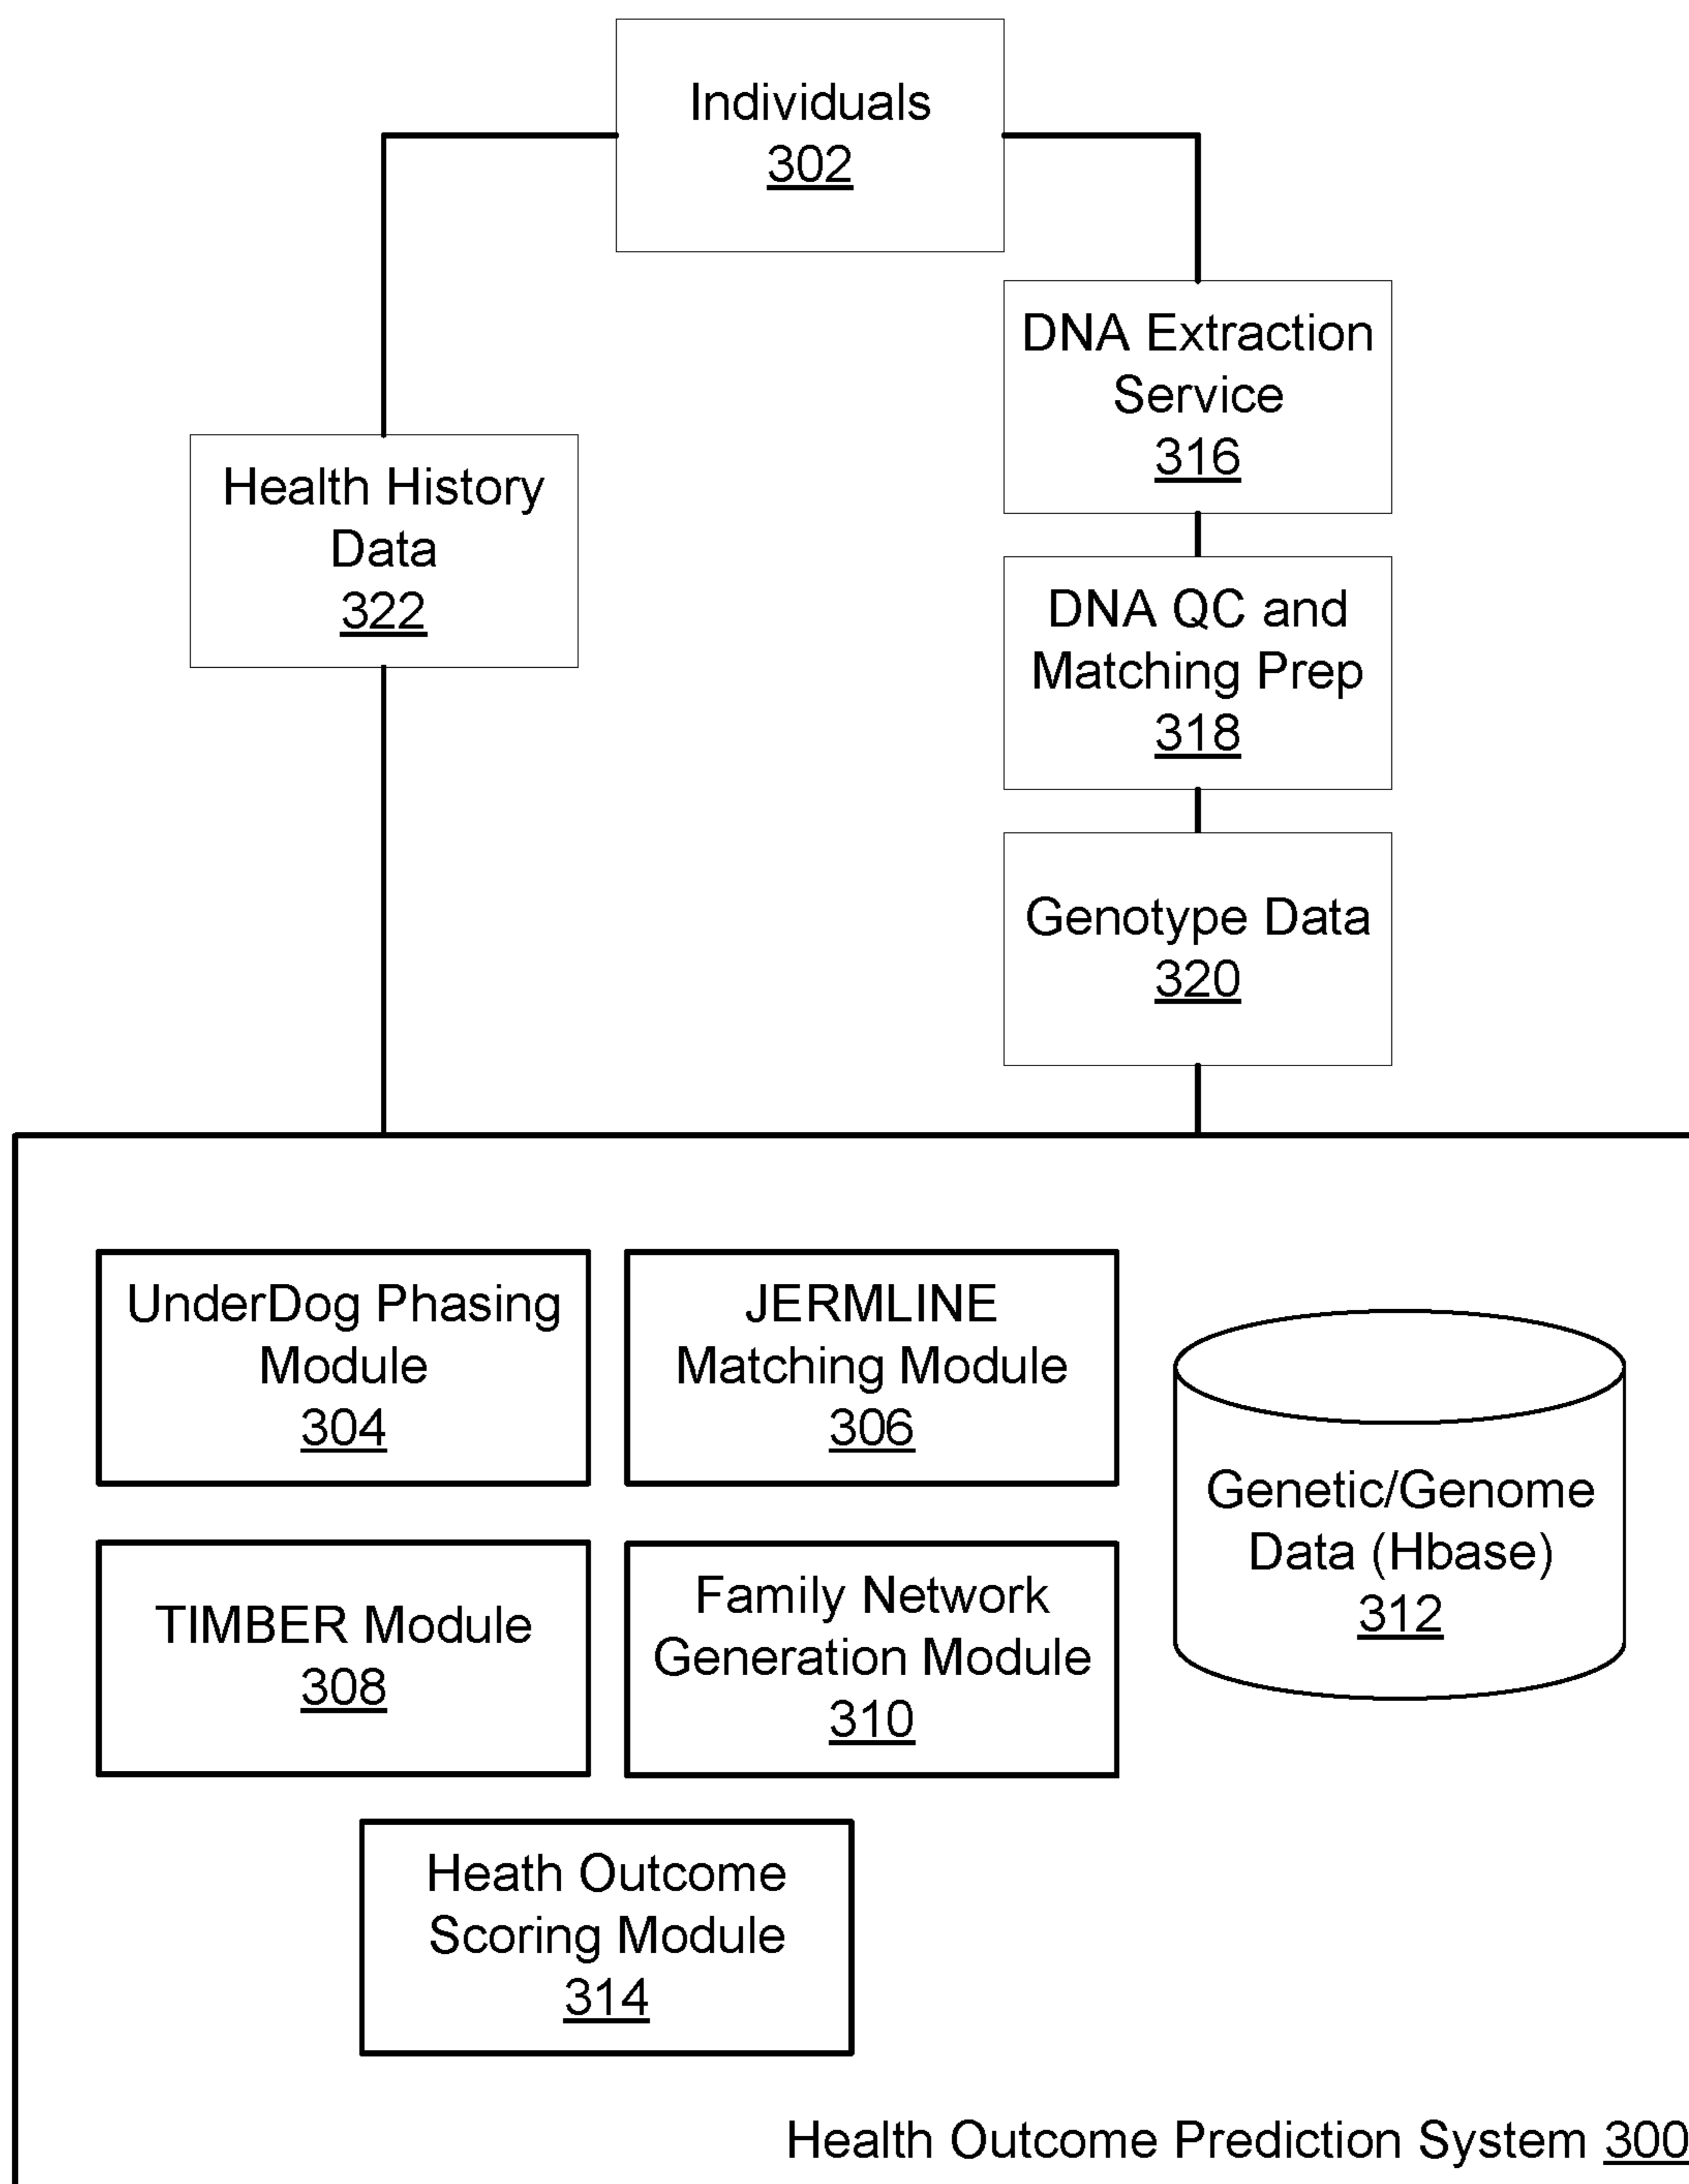 Individuals
302
DNA Extraction
Service
316
Health History
Data
322
DNA QC and
Matching Prep
318
Genotype Data
320
UnderDog Phasing
Module
304
JERMLINE
Matching Module
306
Genetic/Genome
Data (Hbase)
312
TIMBER Module
308
Family Network
Generation Module
310
Heath Outcome
Scoring Module
314
Health Outcome Prediction System 300